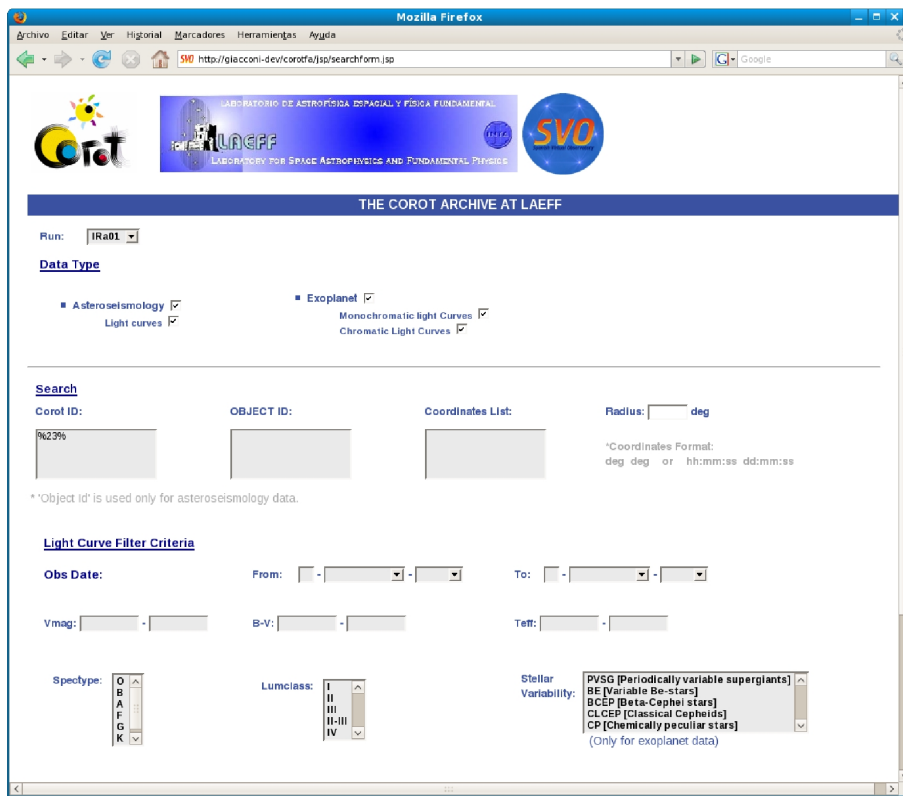 Mozilla Firefox
Archivo Editar Ver Historial Marcadores Herramientas Ayuda
SVO http://giacconi-dev/corotfa/jsp/searchform.jsp
G Google
Corot
LABORATORIO DE ASTROFÍSICA ESPACIAL Y FÍSICA FUNDAMENTAL
LAEFF
LABORATORY FOR SPACE ASTROPHYSICS AND FUNDAMENTAL PHYSICS
SVO
THE COROT ARCHIVE AT LAEFF
Run: IRa01
Data Type
Asteroseismology
Light curves
Exoplanet
Monochromatic light Curves
Chromatic Light Curves
Search
Corot ID: OBJECT ID: Coordinates List: Radius: deg
%23%
*Coordinates Format:
deg deg or hh:mm:ss dd:mm:ss
* 'Object Id' is used only for asteroseismology data.
Light Curve Filter Criteria
Obs Date: From: - - To: - -
Vmag: - B-V: - Teff: -
Spectype:
O
B
A
F
G
K
Lumclass:
I
II
III
II-III
IV
Stellar
Variability:
PVSG [Periodically variable supergiants]
BE [Variable Be-stars]
BCEP [Beta-Cephei stars]
CLCEP [Classical Cepheids]
CP [Chemically peculiar stars]
(Only for exoplanet data)